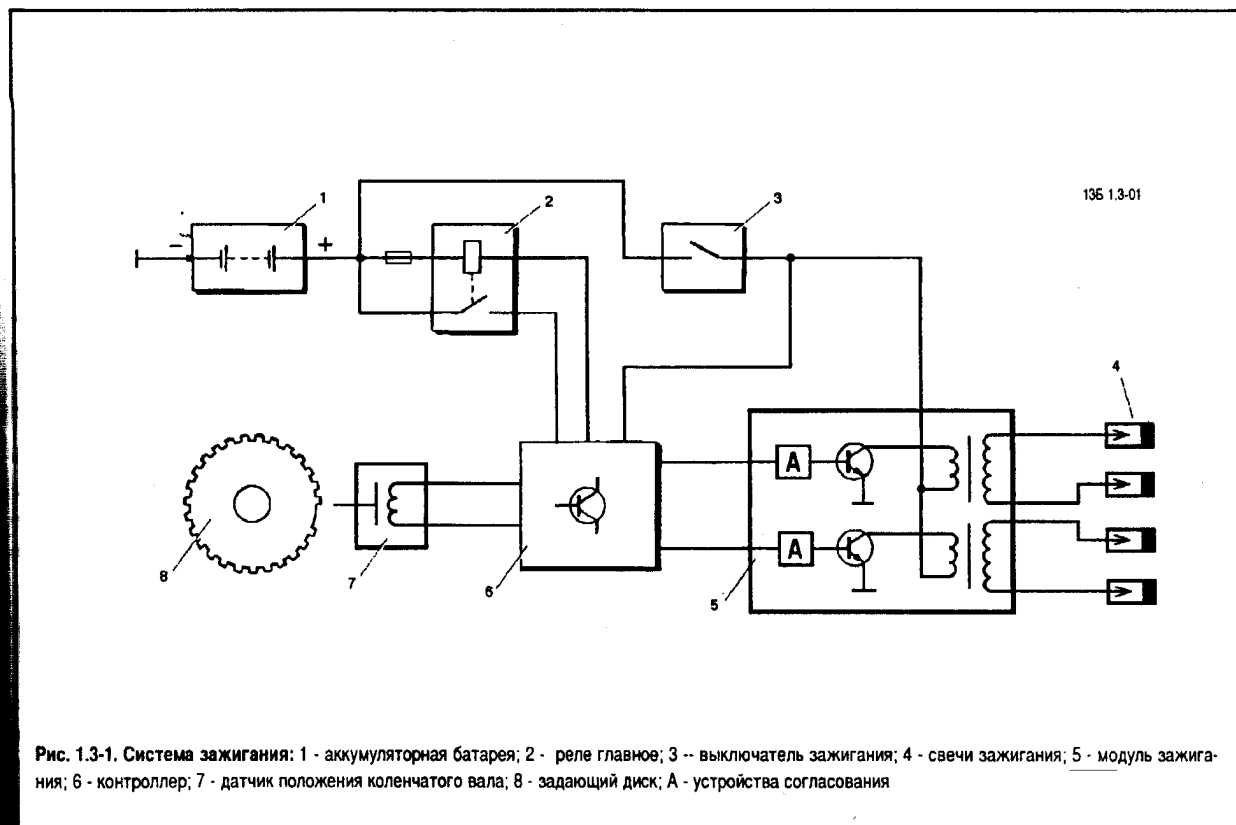 1
2
3
13Б 1.3-01
− +
4
А
8
7
6
А
5
Рис. 1.3-1. Система зажигания: 1 - аккумуляторная батарея; 2 - реле главное; 3 -- выключатель зажигания; 4 - свечи зажигания; 5 - модуль зажига-
ния; 6 - контроллер; 7 - датчик положения коленчатого вала; 8 - задающий диск; А - устройства согласования